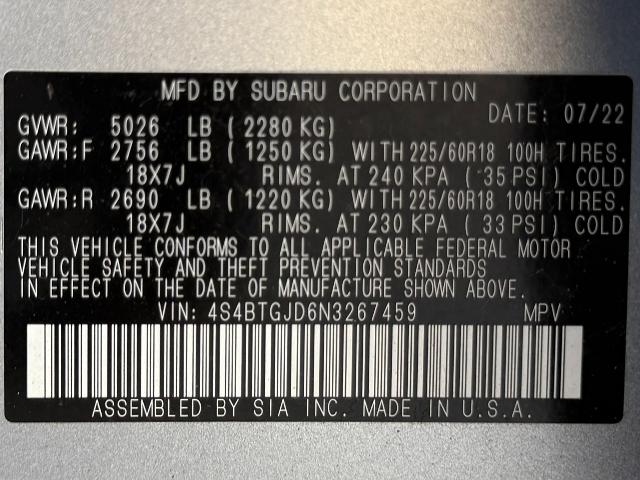 MFD BY SUBARU CORPORATION
DATE: 07/22
GVWR: 5026 LB (2280 KG)
GAWR:F 2756 LB (1250 KG) WITH 225/60R18 100H TIRES.
18X7J RIMS. AT 240 KPA (35 PSI) COLD
GAWR:R 2690 LB (1220 KG) WITH 225/60R18 100H TIRES.
18X7J RIMS. AT 230 KPA (33 PSI) COLD
THIS VEHICLE CONFORMS TO ALL APPLICABLE FEDERAL MOTOR
VEHICLE SAFETY AND THEFT PREVENTION STANDARDS
IN EFFECT ON THE DATE OF MANUFACTURE SHOWN ABOVE.
VIN: 4S4BTGJD6N3267459 MPV
ASSEMBLED BY SIA INC. MADE IN U.S.A.